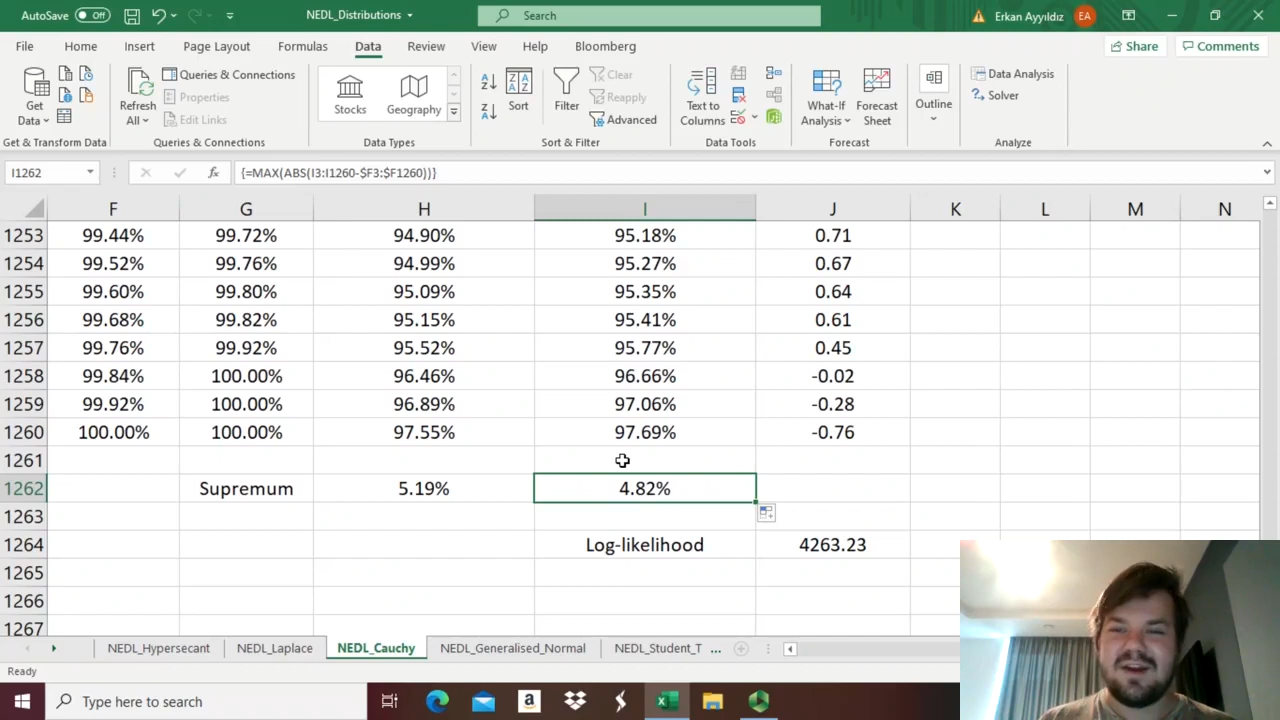 AutoSave Off NEDL_Distributions Search Erkan Ayyıldız EA
File Home Insert Page Layout Formulas Data Review View Help Bloomberg Share Comments
Get Data
Refresh All
Queries & Connections
Properties
Edit Links
Stocks
Geography
Sort
Filter
Clear
Reapply
Advanced
Text to Columns
What-If Analysis
Forecast Sheet
Outline
Data Analysis
Solver
Get & Transform Data Queries & Connections Data Types Sort & Filter Data Tools Forecast Analyze
I1262 fx {=MAX(ABS(I3:I1260-$F3:$F1260))}
F G H I J K L M N
1253 99.44% 99.72% 94.90% 95.18% 0.71
1254 99.52% 99.76% 94.99% 95.27% 0.67
1255 99.60% 99.80% 95.09% 95.35% 0.64
1256 99.68% 99.82% 95.15% 95.41% 0.61
1257 99.76% 99.92% 95.52% 95.77% 0.45
1258 99.84% 100.00% 96.46% 96.66% -0.02
1259 99.92% 100.00% 96.89% 97.06% -0.28
1260 100.00% 100.00% 97.55% 97.69% -0.76
1261
1262 Supremum 5.19% 4.82%
1263
1264 Log-likelihood 4263.23
1265
1266
1267
NEDL_Hypersecant NEDL_Laplace NEDL_Cauchy NEDL_Generalised_Normal NEDL_Student_T ...
Ready
Type here to search